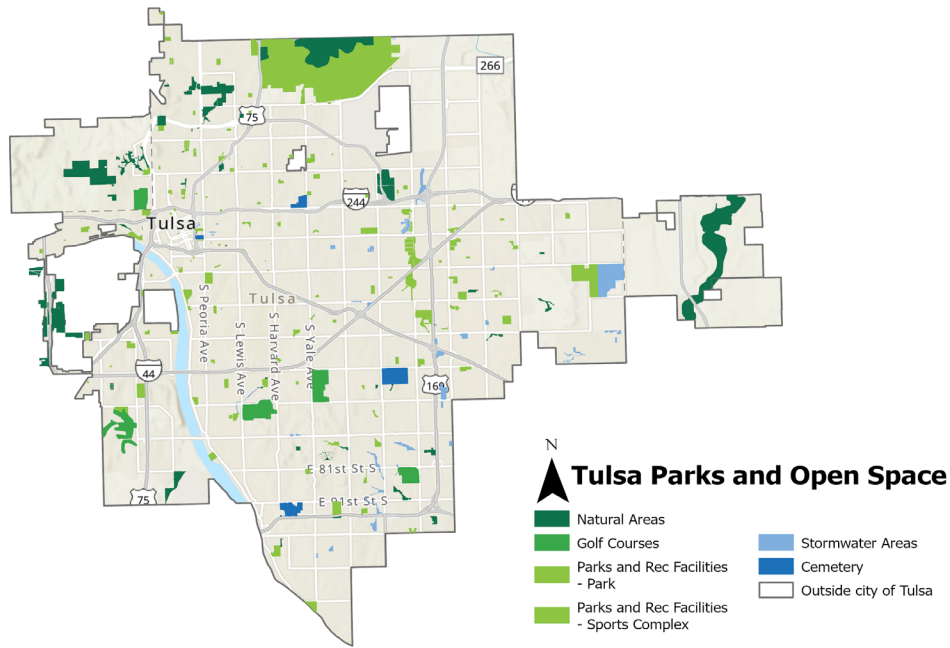 266
75
244
Tulsa
Tulsa
S Peoria Ave
S Lewis Ave
S Harvard Ave
S Yale Ave
44
169
E 81st St S
E 91st St S
75
N
Tulsa Parks and Open Space
Natural Areas
Golf Courses
Parks and Rec Facilities
- Park
Parks and Rec Facilities
- Sports Complex
Stormwater Areas
Cemetery
Outside city of Tulsa